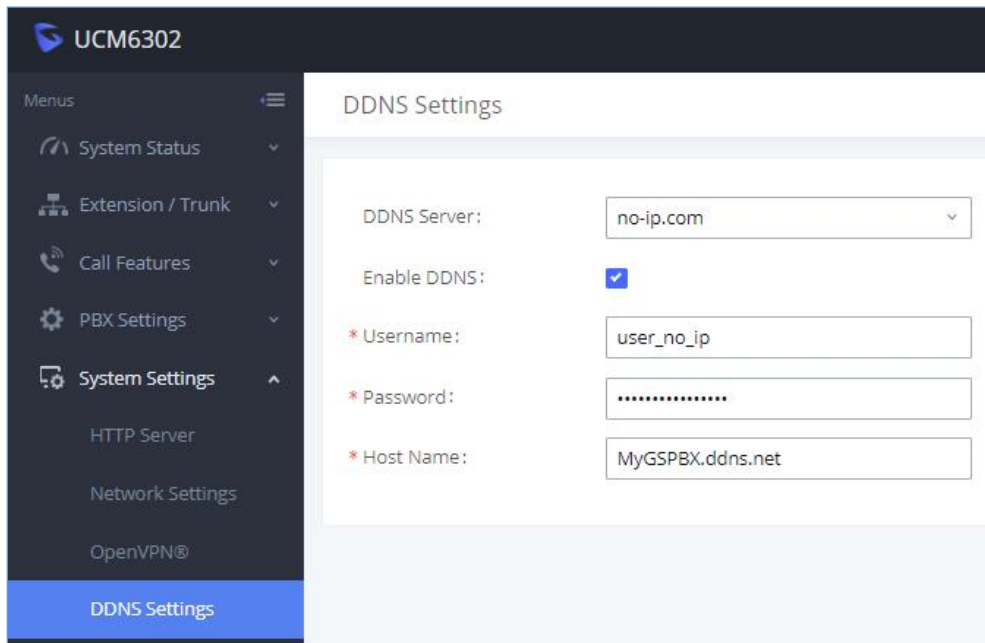 UCM6302
Menus
System Status
Extension / Trunk
Call Features
PBX Settings
System Settings
HTTP Server
Network Settings
OpenVPN®
DDNS Settings
DDNS Settings
DDNS Server: no-ip.com
Enable DDNS:
* Username: user_no_ip
* Password: ••••••••••••••••
* Host Name: MyGSPBX.ddns.net